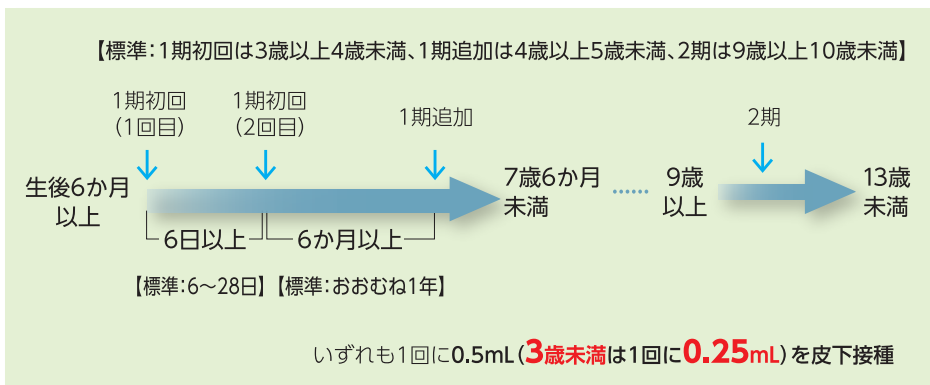 【標準：1期初回は3歳以上4歳未満、1期追加は4歳以上5歳未満、2期は9歳以上10歳未満】
1期初回
（1回目）
1期初回
（2回目）
1期追加
2期
生後6か月
以上
7歳6か月
未満
……
9歳
以上
13歳
未満
6日以上
6か月以上
【標準：6〜28日】
【標準：おおむね1年】
いずれも1回に0.5mL（3歳未満は1回に0.25mL）を皮下接種